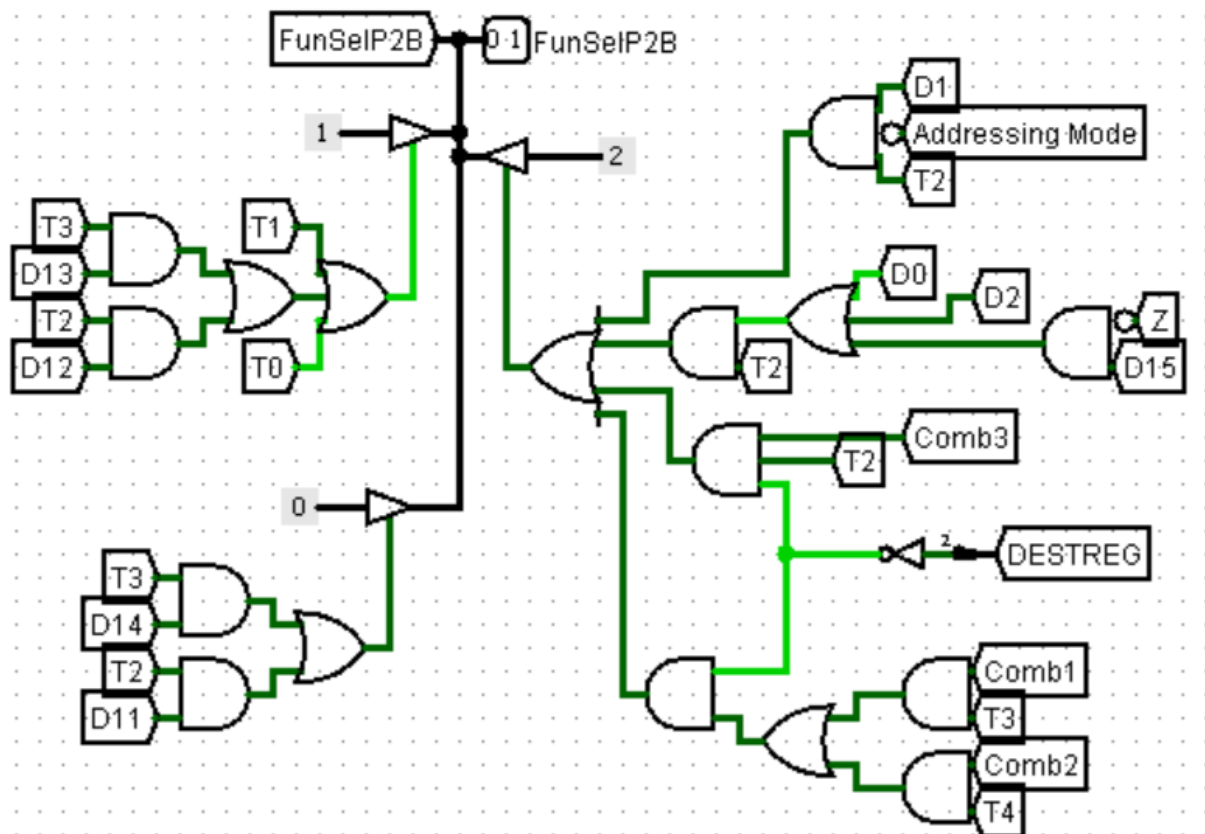 FunSelP2B
0 1 FunSelP2B
D1
Addressing Mode
T2
1
2
T3
D13
T2
D12
T1
T0
D0
D2
Z
D15
T2
Comb3
T2
0
2
DESTREG
T3
D14
T2
D11
Comb1
T3
Comb2
T4